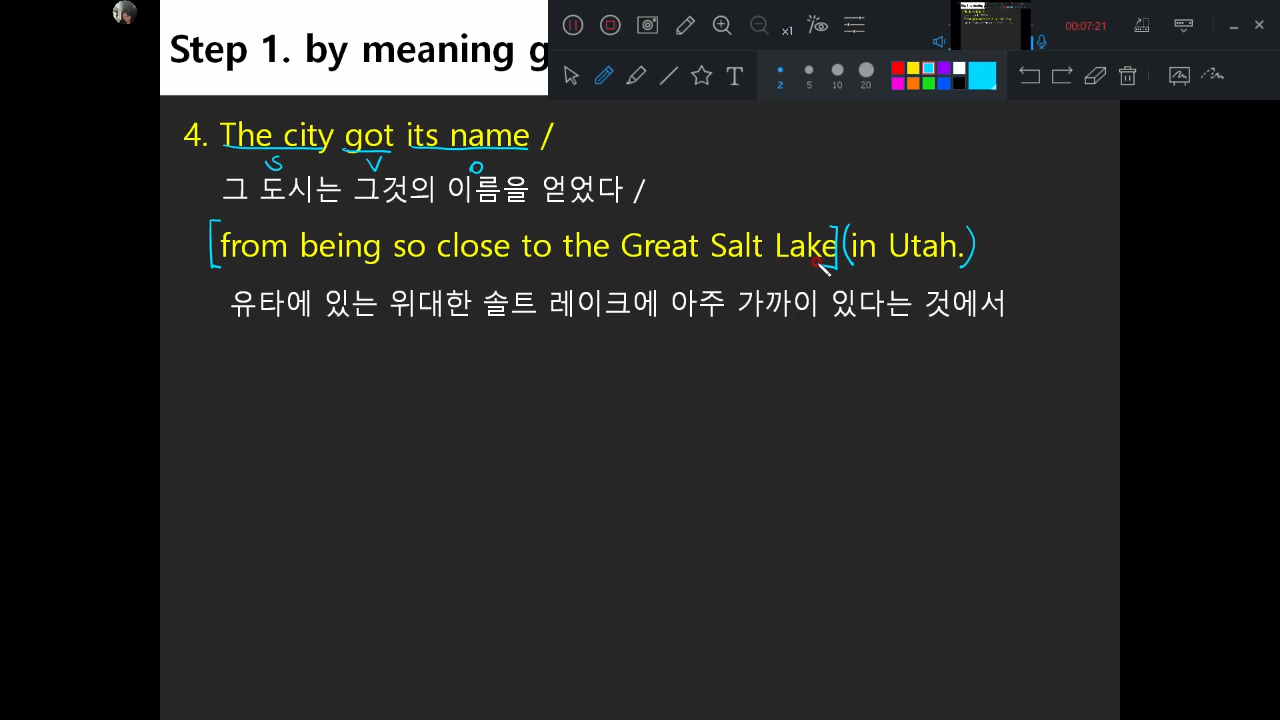 Step 1. by meaning g
x1
00:07:21
T
2 5 10 20
4. The city got its name /
S V O
그 도시는 그것의 이름을 얻었다 /
[from being so close to the Great Salt Lake] (in Utah.)
유타에 있는 위대한 솔트 레이크에 아주 가까이 있다는 것에서